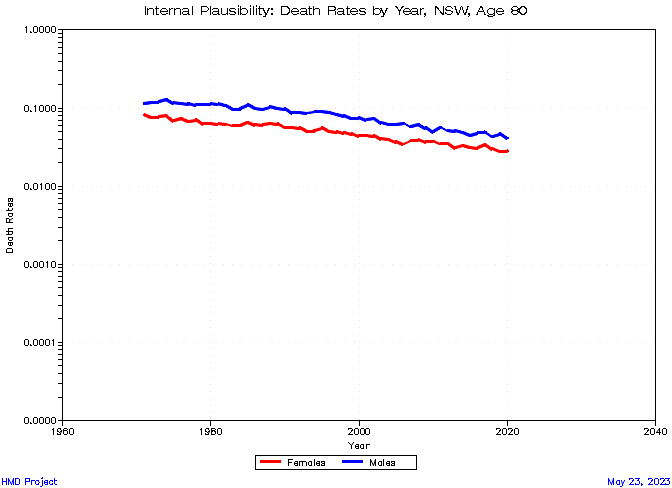 Internal Plausibility: Death Rates by Year, NSW, Age 80
1.0000
0.1000
0.0100
0.0010
0.0001
0.0000
Death Rates
1960
1980
2000
2020
2040
Year
Females
Males
HMD Project
May 23, 2023